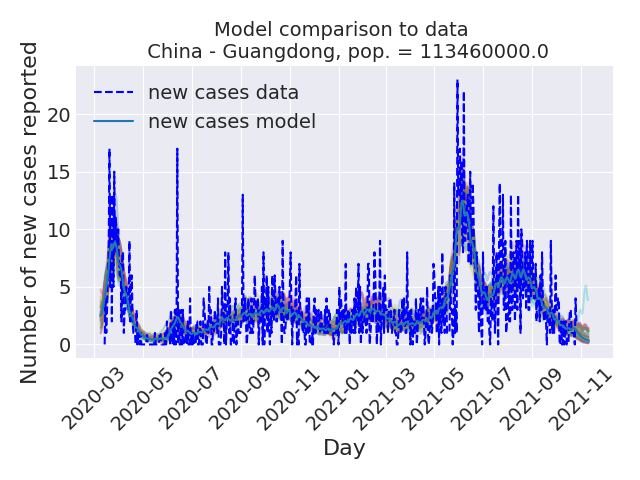 Model comparison to data
China - Guangdong, pop. = 113460000.0
Number of new cases reported
new cases data
new cases model
20
15
10
5
0
2020-03
2020-05
2020-07
2020-09
2020-11
2021-01
2021-03
2021-05
2021-07
2021-09
2021-11
Day